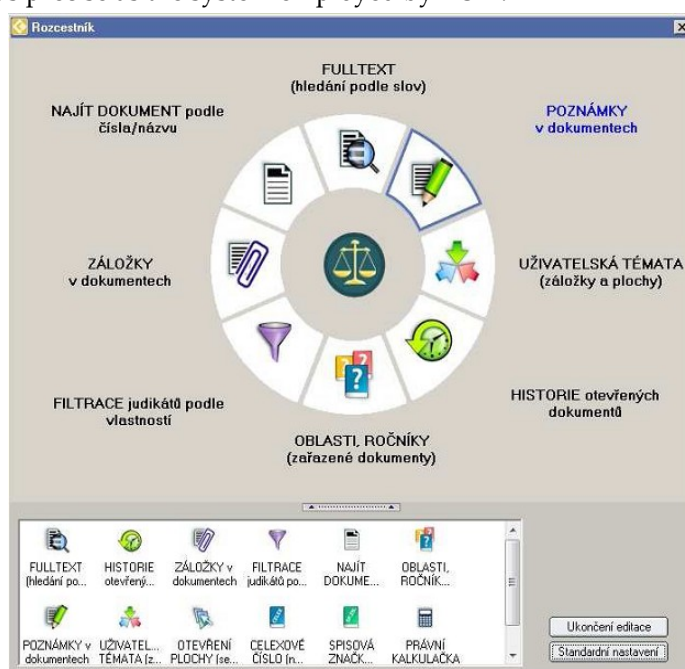 Rozcestník
FULLTEXT
(hledání podle slov)
NAJÍT DOKUMENT podle
čísla/názvu
POZNÁMKY
v dokumentech
ZÁLOŽKY
v dokumentech
UŽIVATELSKÁ TÉMATA
(záložky a plochy)
FILTRACE judikátů podle
vlastností
HISTORIE otevřených
dokumentů
OBLASTI, ROČNÍKY
(zařazené dokumenty)
FULLTEXT
(hledání po...
HISTORIE
otevřený...
ZÁLOŽKY v
dokumentech
FILTRACE
judikátů po...
NAJÍT
DOKUME...
OBLASTI,
ROČNÍK...
POZNÁMKY v
dokumentech
UŽIVATEL...
TÉMATA (z...
OTEVŘENÍ
PLOCHY (se...
CELEXOVÉ
ČÍSLO (n...
SPISOVÁ
ZNAČK...
PRÁVNÍ
KALKULAČKA
Ukončení editace
Standardní nastavení